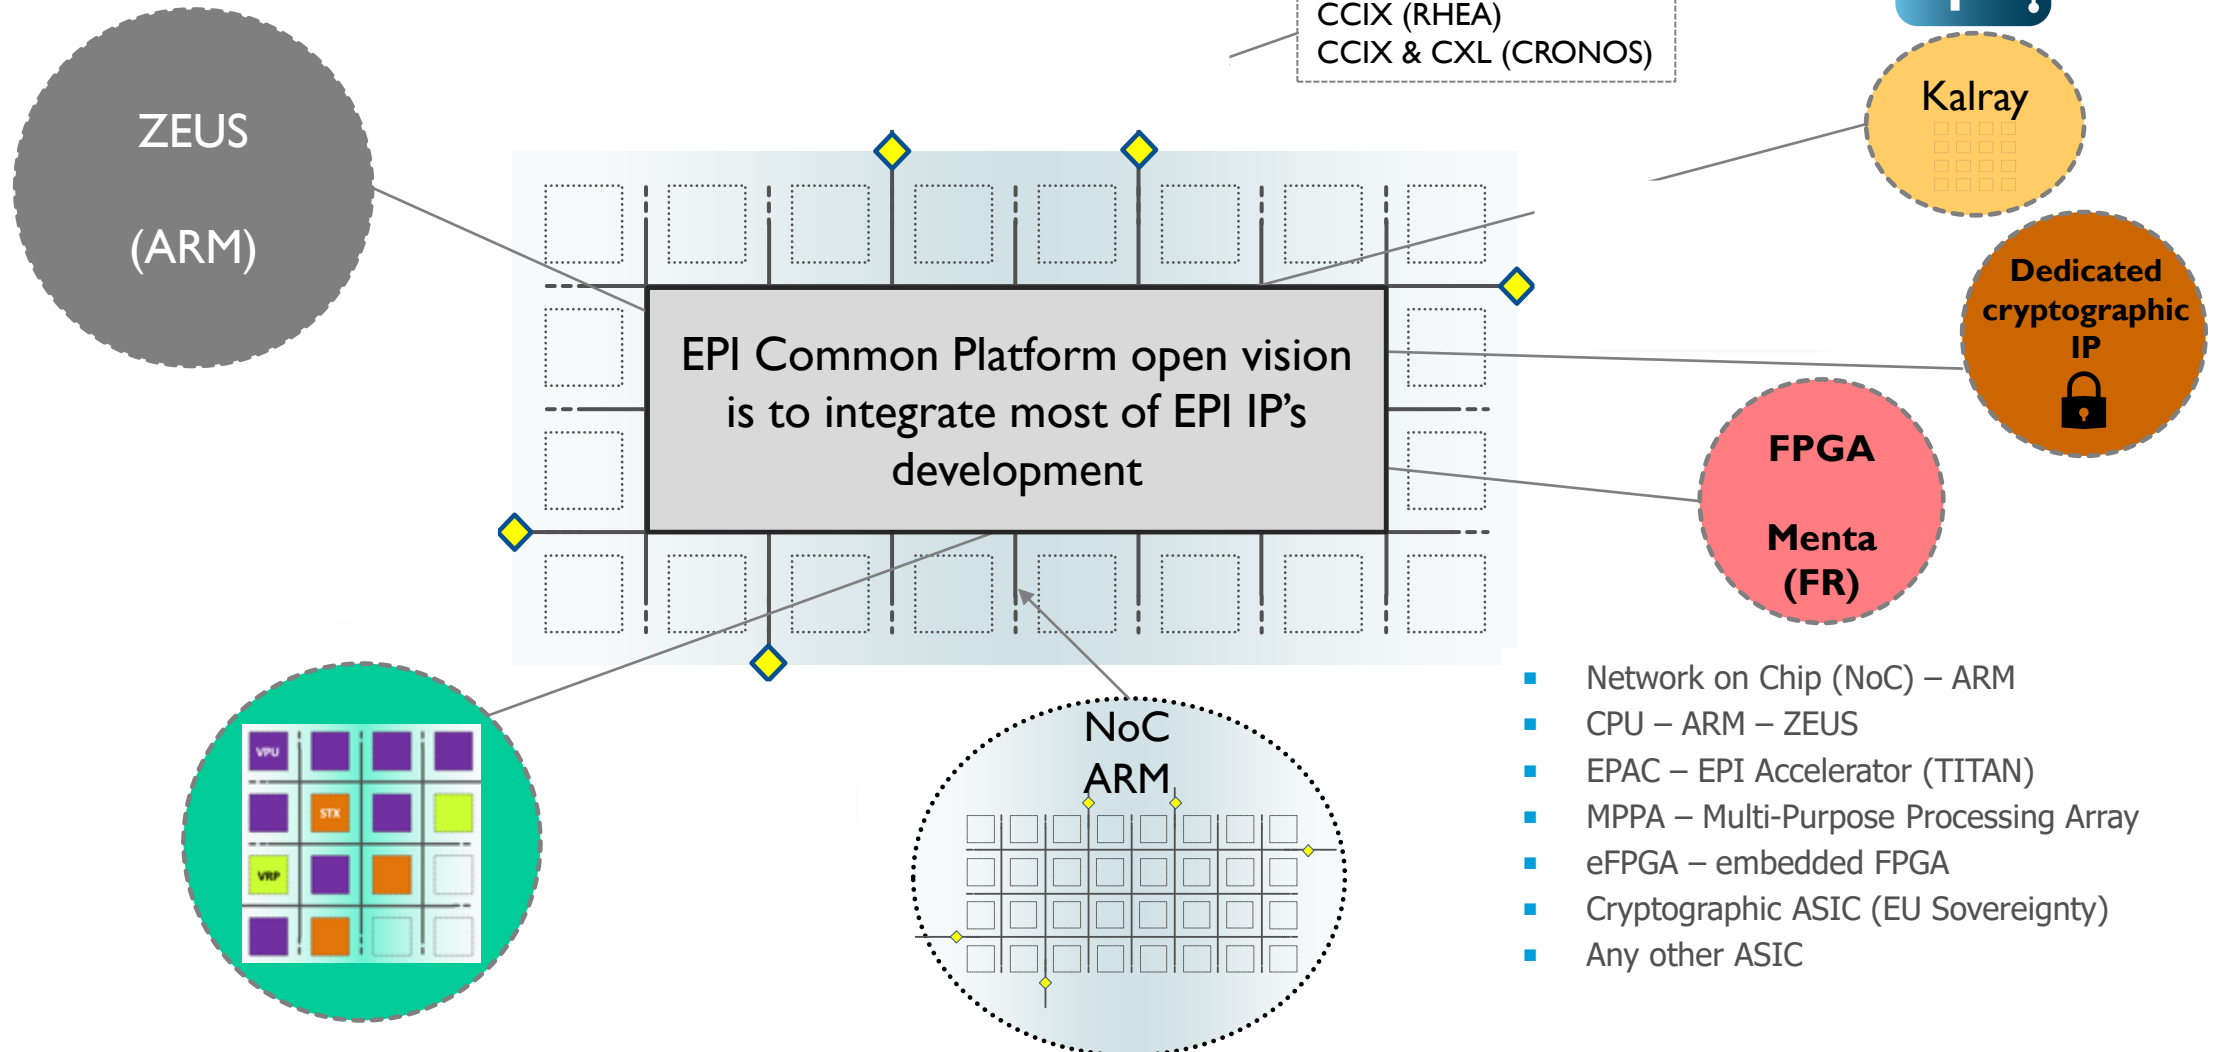 CCIX (RHEA)
CCIX & CXL (CRONOS)
ZEUS
(ARM)
Kalray
Dedicated
cryptographic
IP
EPI Common Platform open vision
is to integrate most of EPI IP’s
development
FPGA
Menta
(FR)
VPU
STX
VRP
NoC
ARM
▪ Network on Chip (NoC) – ARM
▪ CPU – ARM – ZEUS
▪ EPAC – EPI Accelerator (TITAN)
▪ MPPA – Multi-Purpose Processing Array
▪ eFPGA – embedded FPGA
▪ Cryptographic ASIC (EU Sovereignty)
▪ Any other ASIC